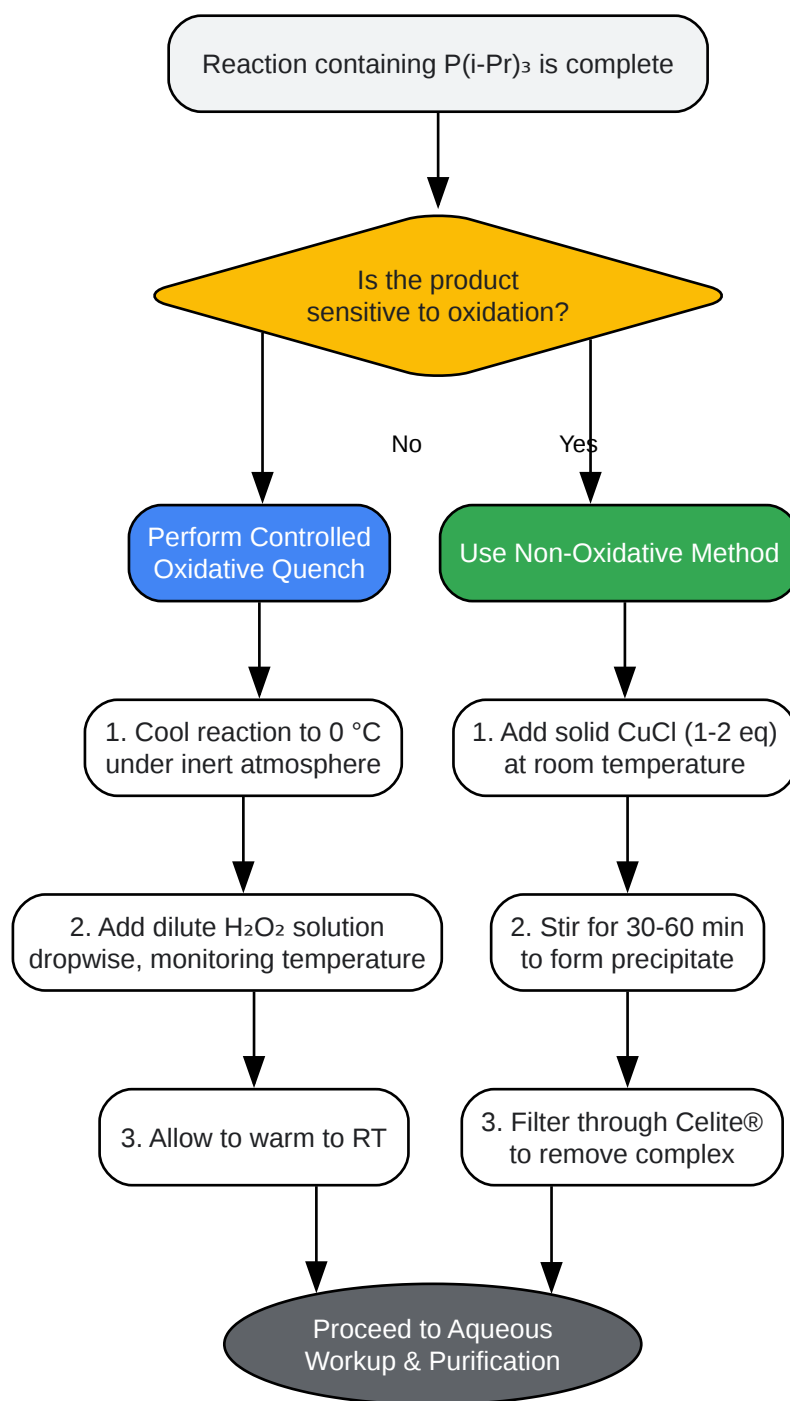 Reaction containing P(i-Pr)₃ is complete
Is the product
sensitive to oxidation?
No
Yes
Perform Controlled
Oxidative Quench
Use Non-Oxidative Method
1. Cool reaction to 0 °C
under inert atmosphere
1. Add solid CuCl (1-2 eq)
at room temperature
2. Add dilute H₂O₂ solution
dropwise, monitoring temperature
2. Stir for 30-60 min
to form precipitate
3. Allow to warm to RT
3. Filter through Celite®
to remove complex
Proceed to Aqueous
Workup & Purification